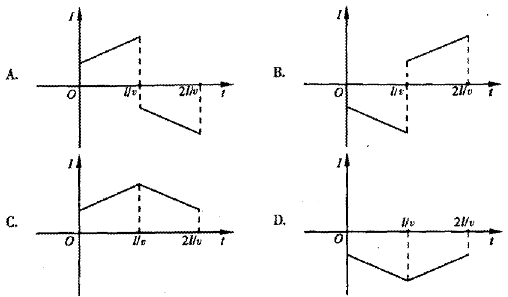 A. I O l/v 2l/v t
B. I O l/v 2l/v t
C. I O l/v 2l/v t
D. I O l/v 2l/v t